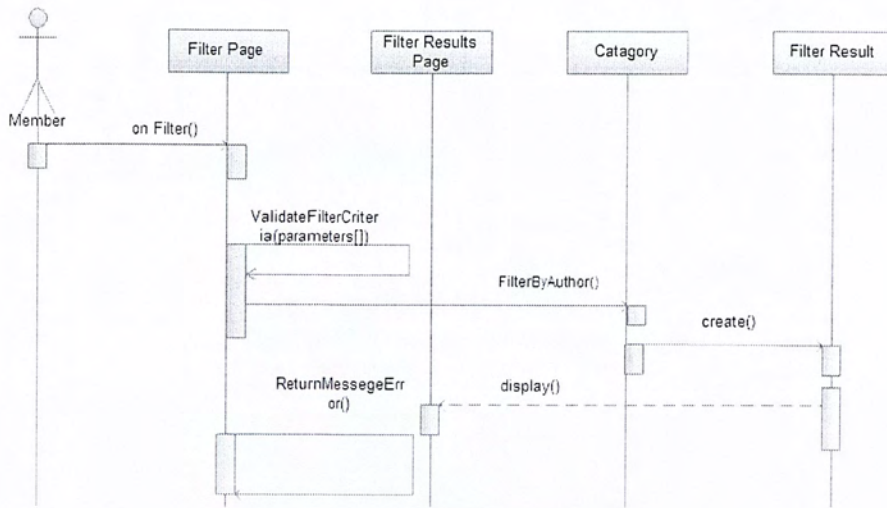 Filter Page
Filter Results
Page
Catagory
Filter Result
Member
on Filter()
ValidateFilterCriter
ia(parameters[])
FilterByAuthor()
create()
ReturnMessegeErr
or()
display()